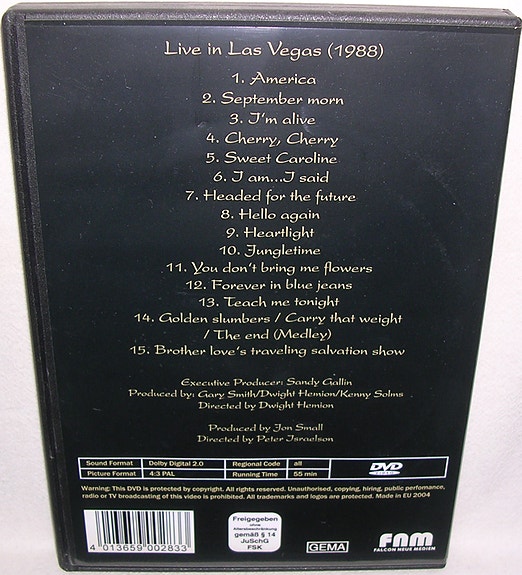 Live in Las Vegas (1988)
1. America
2. September morn
3. I'm alive
4. Cherry, Cherry
5. Sweet Caroline
6. I am...I said
7. Headed for the future
8. Hello again
9. Heartlight
10. Jungletime
11. You don't bring me flowers
12. Forever in blue jeans
13. Teach me tonight
14. Golden slumbers / Carry that weight
/ The end (Medley)
15. Brother love's traveling salvation show
Executive Producer: Sandy Gallin
Produced by: Gary Smith/Dwight Hemion/Kenny Solms
Directed by Dwight Hemion
Produced by Jon Small
Directed by Peter Israelson
Sound Format Dolby Digital 2.0 Regional Code all
Picture Format 4:3 PAL Running Time 55 min
DVD
VIDEO
Warning: This DVD is protected by copyright. All rights reserved. Unauthorised, copying, hiring, public perfomance,
radio or TV broadcasting of this video is prohibited. All trademarks and logos are protected. Made in EU 2004
4 013659 002833
Freigegeben
ohne
Altersbeschränkung
gemäß § 14
JuSchG
FSK
GEMA
FNM
FALCON NEUE MEDIEN